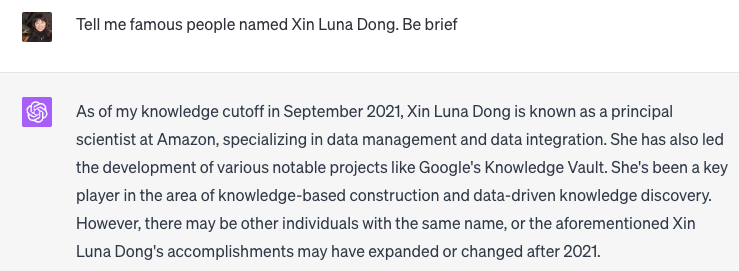 Tell me famous people named Xin Luna Dong. Be brief
As of my knowledge cutoff in September 2021, Xin Luna Dong is known as a principal
scientist at Amazon, specializing in data management and data integration. She has also led
the development of various notable projects like Google's Knowledge Vault. She's been a key
player in the area of knowledge-based construction and data-driven knowledge discovery.
However, there may be other individuals with the same name, or the aforementioned Xin
Luna Dong's accomplishments may have expanded or changed after 2021.